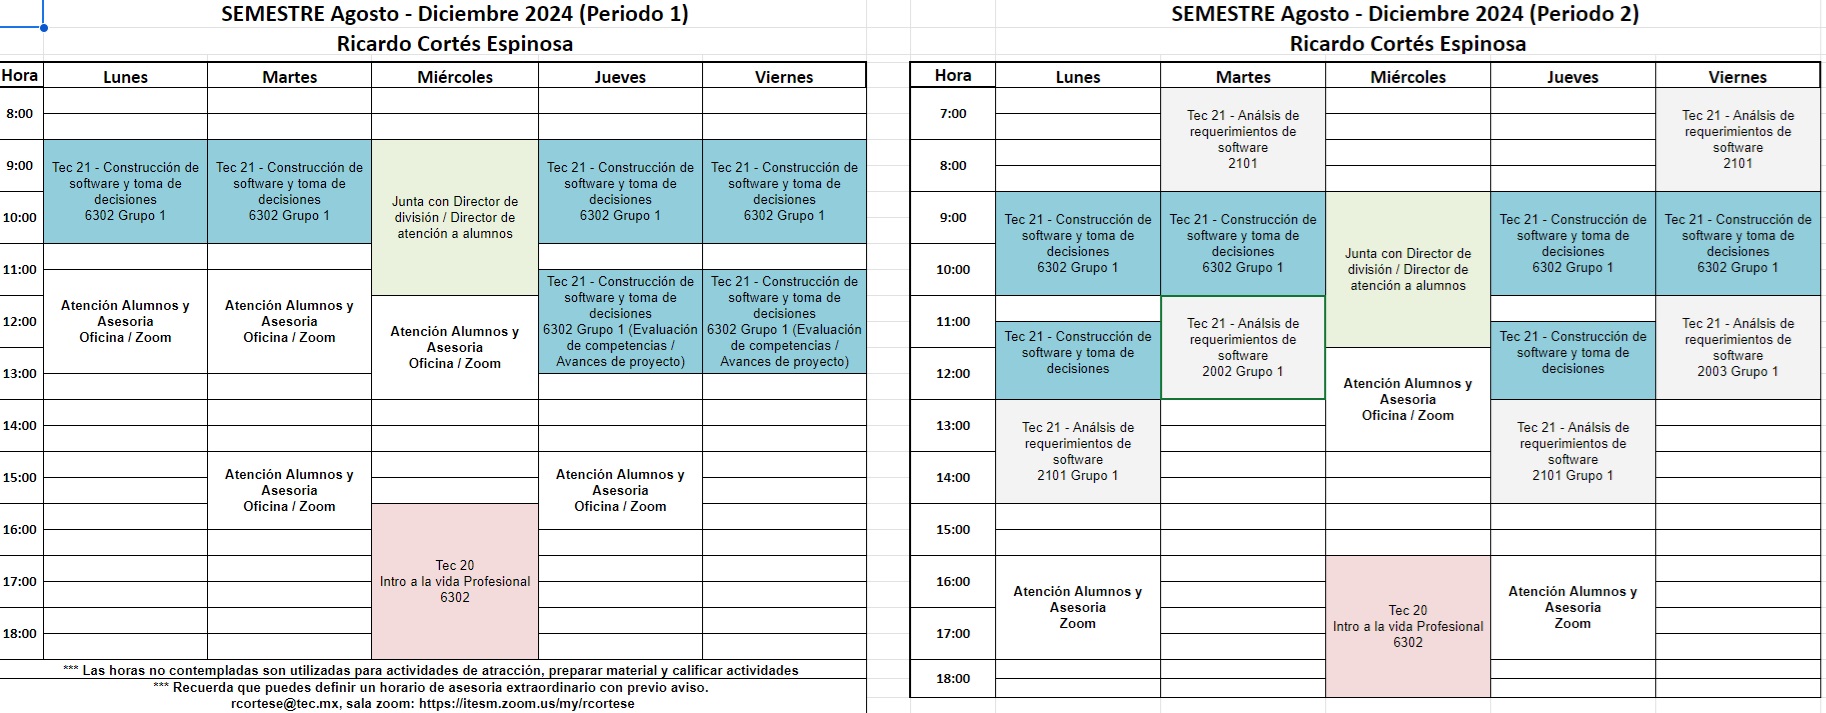 SEMESTRE Agosto - Diciembre 2024 (Periodo 1)
Ricardo Cortés Espinosa
Hora Lunes Martes Miércoles Jueves Viernes
8:00
9:00
10:00
11:00
12:00
13:00
14:00
15:00
16:00
17:00
18:00
Tec 21 - Construcción de
software y toma de
decisiones
6302 Grupo 1
Atención Alumnos y
Asesoria
Oficina / Zoom
Tec 21 - Construcción de
software y toma de
decisiones
6302 Grupo 1
Atención Alumnos y
Asesoria
Oficina / Zoom
Atención Alumnos y
Asesoria
Oficina / Zoom
Junta con Director de
división / Director de
atención a alumnos
Atención Alumnos y
Asesoria
Oficina / Zoom
Tec 20
Intro a la vida Profesional
6302
Tec 21 - Construcción de
software y toma de
decisiones
6302 Grupo 1
Tec 21 - Construcción de
software y toma de
decisiones
6302 Grupo 1 (Evaluación
de competencias /
Avances de proyecto)
Atención Alumnos y
Asesoria
Oficina / Zoom
Tec 21 - Construcción de
software y toma de
decisiones
6302 Grupo 1
Tec 21 - Construcción de
software y toma de
decisiones
6302 Grupo 1 (Evaluación
de competencias /
Avances de proyecto)
*** Las horas no contempladas son utilizadas para actividades de atracción, preparar material y calificar actividades
*** Recuerda que puedes definir un horario de asesoria extraordinario con previo aviso.
rcortese@tec.mx, sala zoom: https://itesm.zoom.us/my/rcortese
SEMESTRE Agosto - Diciembre 2024 (Periodo 2)
Ricardo Cortés Espinosa
Hora Lunes Martes Miércoles Jueves Viernes
7:00
8:00
9:00
10:00
11:00
12:00
13:00
14:00
15:00
16:00
17:00
18:00
Tec 21 - Construcción de
software y toma de
decisiones
6302 Grupo 1
Tec 21 - Construcción de
software y toma de
decisiones
Tec 21 - Análsis de
requerimientos de
software
2101 Grupo 1
Atención Alumnos y
Asesoria
Zoom
Tec 21 - Análsis de
requerimientos de
software
2101
Tec 21 - Construcción de
software y toma de
decisiones
6302 Grupo 1
Tec 21 - Análsis de
requerimientos de
software
2002 Grupo 1
Junta con Director de
división / Director de
atención a alumnos
Atención Alumnos y
Asesoria
Oficina / Zoom
Tec 20
Intro a la vida Profesional
6302
Tec 21 - Construcción de
software y toma de
decisiones
6302 Grupo 1
Tec 21 - Construcción de
software y toma de
decisiones
Tec 21 - Análsis de
requerimientos de
software
2101 Grupo 1
Atención Alumnos y
Asesoria
Zoom
Tec 21 - Análsis de
requerimientos de
software
2101
Tec 21 - Construcción de
software y toma de
decisiones
6302 Grupo 1
Tec 21 - Análsis de
requerimientos de
software
2003 Grupo 1